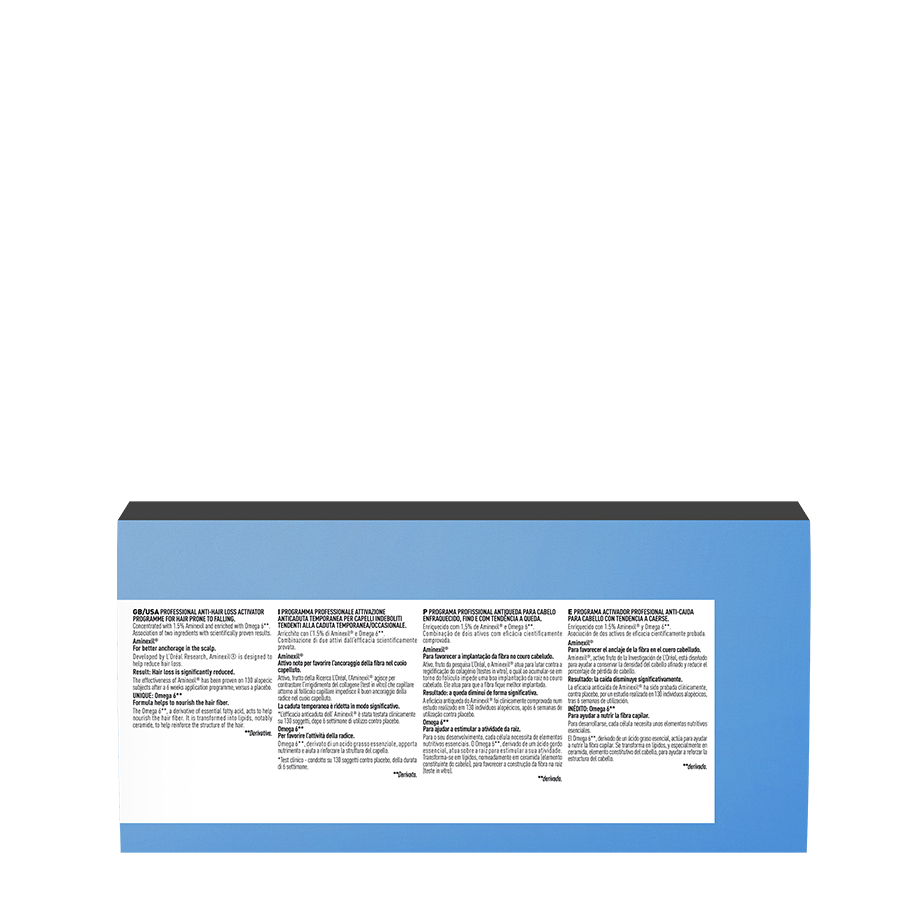 GB/USA PROFESSIONAL ANTI-HAIR LOSS ACTIVATOR
PROGRAMME FOR HAIR PRONE TO FALLING.
Concentrated with 1.5% Aminexil and enriched with Omega 6**.
Association of two ingredients with scientifically proven results.
Aminexil®
For better anchorage in the scalp.
Developed by L'Oréal Research, Aminexil® is designed to
help reduce hair loss.
Result: Hair loss is significantly reduced.
The effectiveness of Aminexil® has been proven on 130 alopecic
subjects after a 6 weeks application programme, versus a placebo.
UNIQUE: Omega 6**
Formula helps to nourish the hair fiber.
The Omega 6**, a derivative of essential fatty acid, acts to help
nourish the hair fiber. It is transformed into lipids, notably
ceramide, to help reinforce the structure of the hair.
**Derivative.
I PROGRAMMA PROFESSIONALE ATTIVAZIONE
ANTICADUTA TEMPORANEA PER CAPELLI INDEBOLITI
TENDENTI ALLA CADUTA TEMPORANEA/OCCASIONALE.
Arricchito con l'1.5% di Aminexil® e Omega 6**.
Combinazione di due attivi dall'efficacia scientificamente
provata.
Aminexil®
Attivo noto per favorire l'ancoraggio della fibra nel cuoio
capelluto.
Attivo, frutto della Ricerca L'Oréal, l'Aminexil® agisce per
contrastare l'irrigidimento del collagene (test in vitro) che capillare
attorno al follicolo capillare impedisce il buon ancoraggio della
radice nel cuoio capelluto.
La caduta temporanea è ridotta in modo significativo.
*L'efficacia anticaduta dell' Aminexil® è stata testata clinicamente
su 130 soggetti, dopo 6 settimane di utilizzo contro placebo.
Omega 6**
Per favorire l'attività della radice.
Omega 6**, derivato di un acido grasso essenziale, apporta
nutrimento e aiuta a rinforzare la struttura del capello.
*Test clinico - condotto su 130 soggetti contro placebo, della durata
di 6 settimane.
**Derivato.
P PROGRAMA PROFISSIONAL ANTIQUEDA PARA CABELO
ENFRAQUECIDO, FINO E COM TENDÊNCIA A QUEDA.
Enriquecido com 1,5% de Aminexil® e Omega 6**.
Combinação de dois ativos com eficácia cientificamente
comprovada.
Aminexil®
Para favorecer a implantação da fibra no couro cabeludo.
Ativo, fruto da pesquisa L'Oréal, o Aminexil® atua para lutar contra a
rigidificação do colagénio (testes in vitro), o qual ao acumular-se em
torno do folículo impede uma boa implantação da raiz no couro
cabeludo. Ele atua para que a fibra fique melhor implantada.
Resultado: a queda diminui de forma significativa.
A eficácia antiqueda do Aminexil® foi clinicamente comprovada num
estudo realizado em 130 indivíduos alopécicos, após 6 semanas de
utilização contra placebo.
Omega 6**
Para ajudar a estimular a atividade da raiz.
Para o seu desenvolvimento, cada célula necessita de elementos
nutritivos essenciais. O Omega 6**, derivado de um ácido gordo
essencial, atua sobre a raiz para estimular a sua atividade.
Transforma-se em lípidos, nomeadamente em ceramida (elemento
constituinte do cabelo), para favorecer a construção da fibra na raiz
(teste in vitro).
**derivado.
E PROGRAMA ACTIVADOR PROFESIONAL ANTI-CAIDA
PARA CABELLO CON TENDENCIA A CAERSE.
Enriquecido con 1.5% Aminexil® y Omega 6**.
Asociación de dos activos de eficacia científicamente probada.
Aminexil®
Para favorecer el anclaje de la fibra en el cuero cabelludo.
Aminexil®, activo fruto de la Investigación de L'Oréal, está diseñado
para ayudar a conservar la densidad del cabello afinado y reduce el
porcentaje de pérdida de cabello.
Resultado: la caída disminuye significativamente.
La eficacia anticaída de Aminexil® ha sido probada clínicamente,
contra placebo, por un estudio realizado en 130 individuos alopécicos,
tras 6 semanas de utilización.
INÉDITO: Omega 6**
Para ayudar a nutrir la fibra capilar.
Para desarrollarse, cada célula necesita unos elementos nutritivos
esenciales.
El Omega 6**, derivado de un ácido graso esencial, actúa para ayudar
a nutrir la fibra capilar. Se transforma en lípidos, y especialmente en
ceramida, elemento constitutivo del cabello, para ayudar a reforzar la
estructura del cabello.
**derivado.